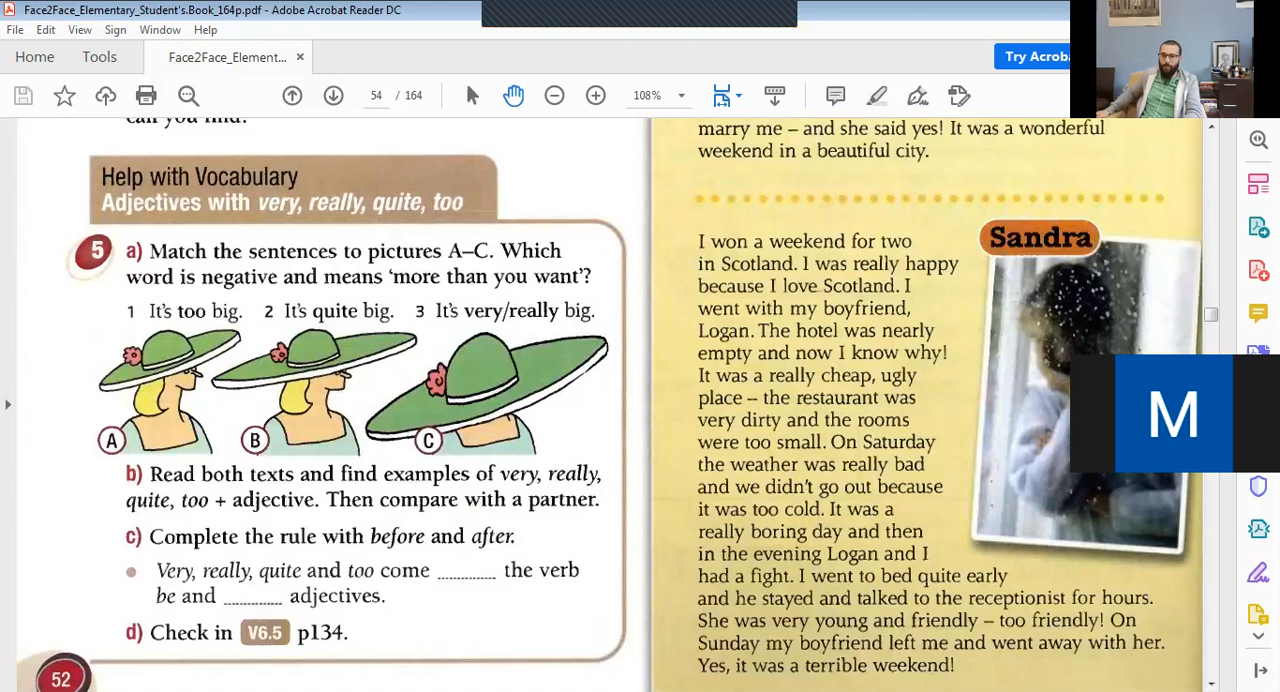 Face2Face_Elementary_Student's.Book_164p.pdf - Adobe Acrobat Reader DC
File Edit View Sign Window Help
Home Tools Face2Face_Element... ×
Try Acroba
54 / 164 108%
can you find?
Help with Vocabulary
Adjectives with very, really, quite, too
5 a) Match the sentences to pictures A–C. Which
word is negative and means ‘more than you want’?
1 It's too big. 2 It's quite big. 3 It's very/really big.
A B C
b) Read both texts and find examples of very, really,
quite, too + adjective. Then compare with a partner.
c) Complete the rule with before and after.
• Very, really, quite and too come ________ the verb
be and ________ adjectives.
d) Check in V6.5 p134.
52
marry me – and she said yes! It was a wonderful
weekend in a beautiful city.
Sandra
I won a weekend for two
in Scotland. I was really happy
because I love Scotland. I
went with my boyfriend,
Logan. The hotel was nearly
empty and now I know why!
It was a really cheap, ugly
place – the restaurant was
very dirty and the rooms
were too small. On Saturday
the weather was really bad
and we didn't go out because
it was too cold. It was a
really boring day and then
in the evening Logan and I
had a fight. I went to bed quite early
and he stayed and talked to the receptionist for hours.
She was very young and friendly – too friendly! On
Sunday my boyfriend left me and went away with her.
Yes, it was a terrible weekend!
M